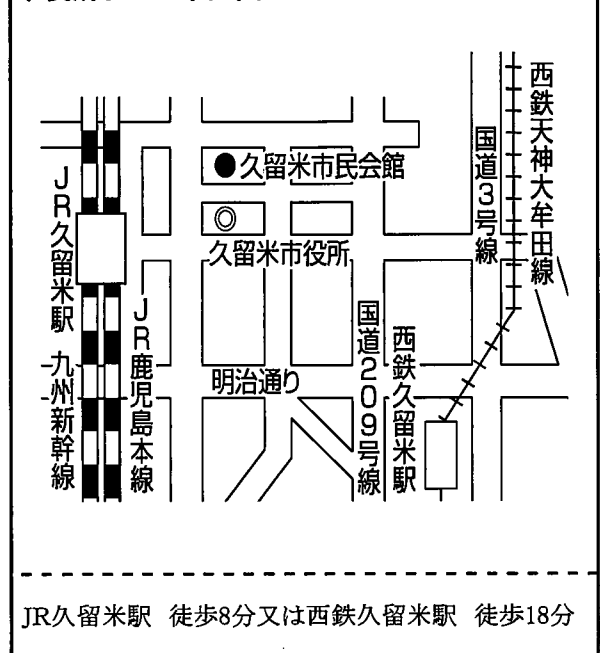 久留米市民会館
久留米市役所
JR久留米駅
九州新幹線
JR鹿児島本線
明治通り
国道209号線
西鉄久留米駅
国道3号線
西鉄天神大牟田線
JR久留米駅 徒歩8分又は西鉄久留米駅 徒歩18分